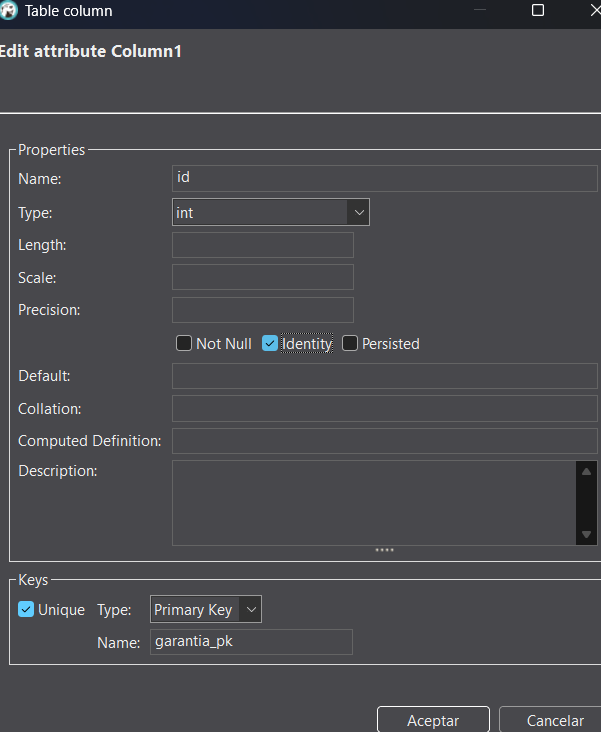 Table column
Edit attribute Column1
Properties
Name: id
Type: int
Length:
Scale:
Precision:
Not Null Identity Persisted
Default:
Collation:
Computed Definition:
Description:
Keys
Unique Type: Primary Key
Name: garantia_pk
Aceptar Cancelar